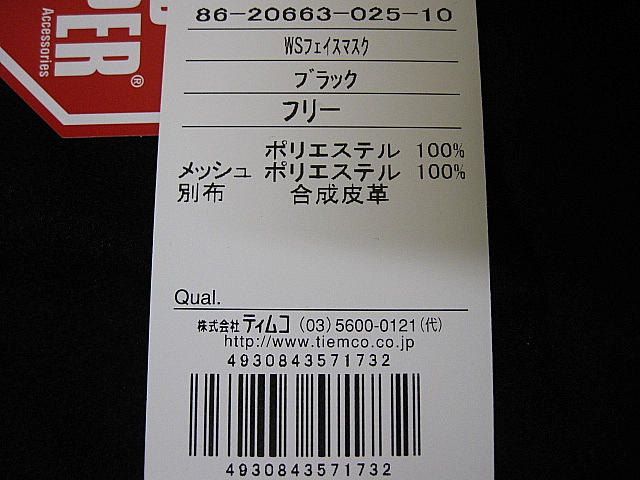 PER®
Accessories
86-20663-025-10
WSフェイスマスク
ブラック
フリー
ポリエステル 100%
メッシュ ポリエステル 100%
別布 合成皮革
Qual.
株式会社 ティムコ (03)5600-0121(代)
http://www.tiemco.co.jp
4930843571732
4930843571732